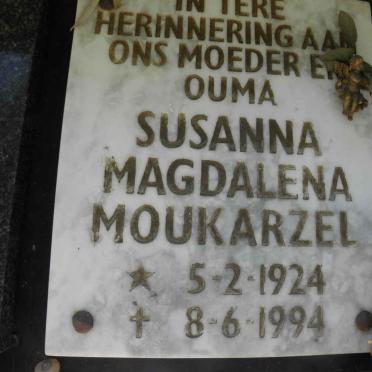 IN TERE
HERINNERING AAN
ONS MOEDER EN
OUMA
SUSANNA
MAGDALENA
MOUKARZEL
★ 5-2-1924
✝ 8-6-1994